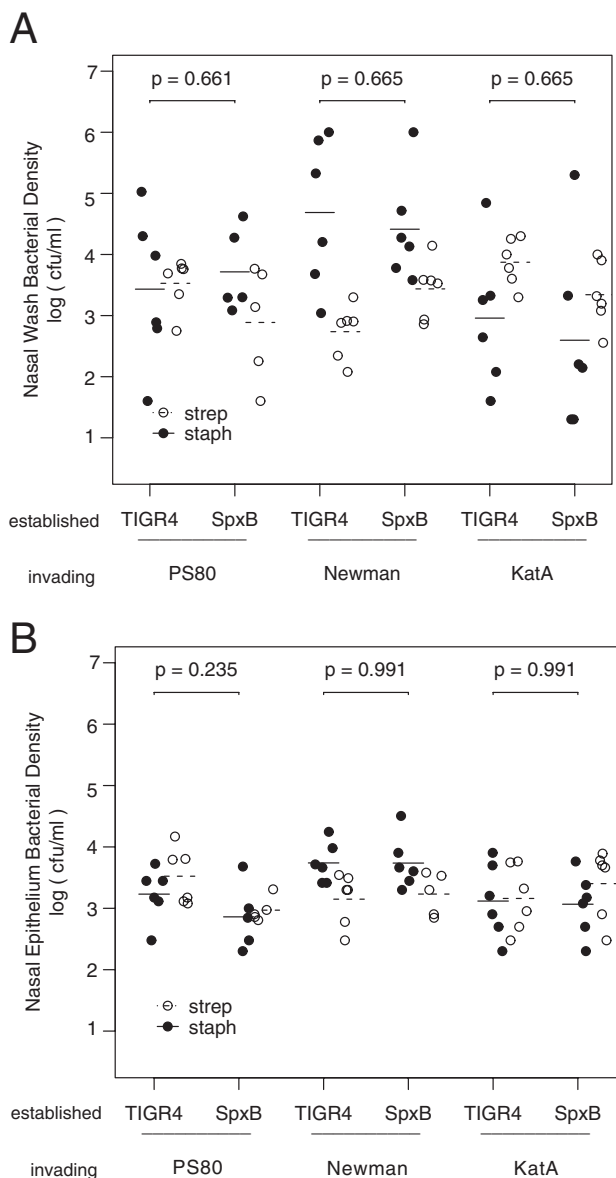 A
7
p = 0.661 p = 0.665 p = 0.665
6
5
4
3
2
1
Nasal Wash Bacterial Density
log ( cfu/ml )
strep
staph
established TIGR4 SpxB TIGR4 SpxB TIGR4 SpxB
invading PS80 Newman KatA
B
7
p = 0.235 p = 0.991 p = 0.991
6
5
4
3
2
1
Nasal Epithelium Bacterial Density
log ( cfu/ml )
strep
staph
established TIGR4 SpxB TIGR4 SpxB TIGR4 SpxB
invading PS80 Newman KatA